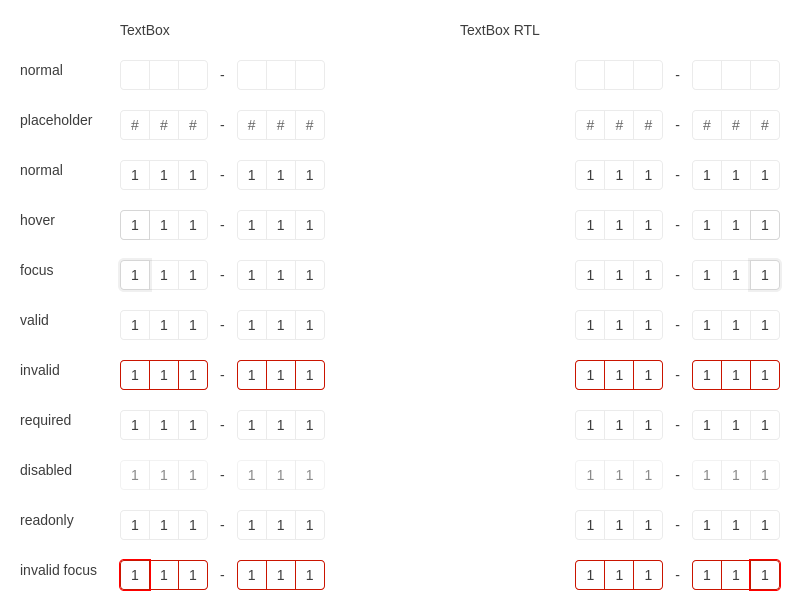 TextBox TextBox RTL
normal - -
placeholder # # # - # # # # # # - # # #
normal 1 1 1 - 1 1 1 1 1 1 - 1 1 1
hover 1 1 1 - 1 1 1 1 1 1 - 1 1 1
focus 1 1 1 - 1 1 1 1 1 1 - 1 1 1
valid 1 1 1 - 1 1 1 1 1 1 - 1 1 1
invalid 1 1 1 - 1 1 1 1 1 1 - 1 1 1
required 1 1 1 - 1 1 1 1 1 1 - 1 1 1
disabled 1 1 1 - 1 1 1 1 1 1 - 1 1 1
readonly 1 1 1 - 1 1 1 1 1 1 - 1 1 1
invalid focus 1 1 1 - 1 1 1 1 1 1 - 1 1 1